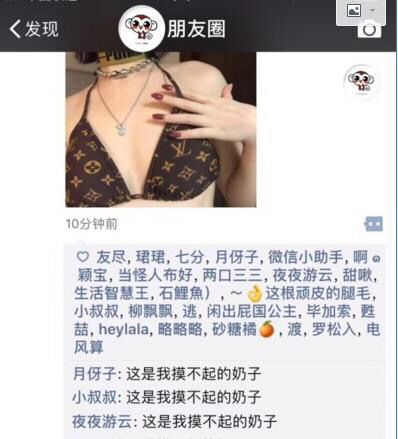 发现
朋友圈
10分钟前
♡ 友尽, 珺珺, 七分, 月伢子, 微信小助手, 啊๑
颖宝, 当怪人布好, 两口三三, 夜夜游云, 甜啾,
生活智慧王, 石鯉魚）, ～👌这根顽皮的腿毛,
小叔叔, 柳飘飘, 逃, 闲出屁国公主, 毕加索, 甦
喆, heylala, 略略略, 砂糖橘🍊, 渡, 罗松入, 电
风算
月伢子: 这是我摸不起的奶子
小叔叔: 这是我摸不起的奶子
夜夜游云: 这是我摸不起的奶子